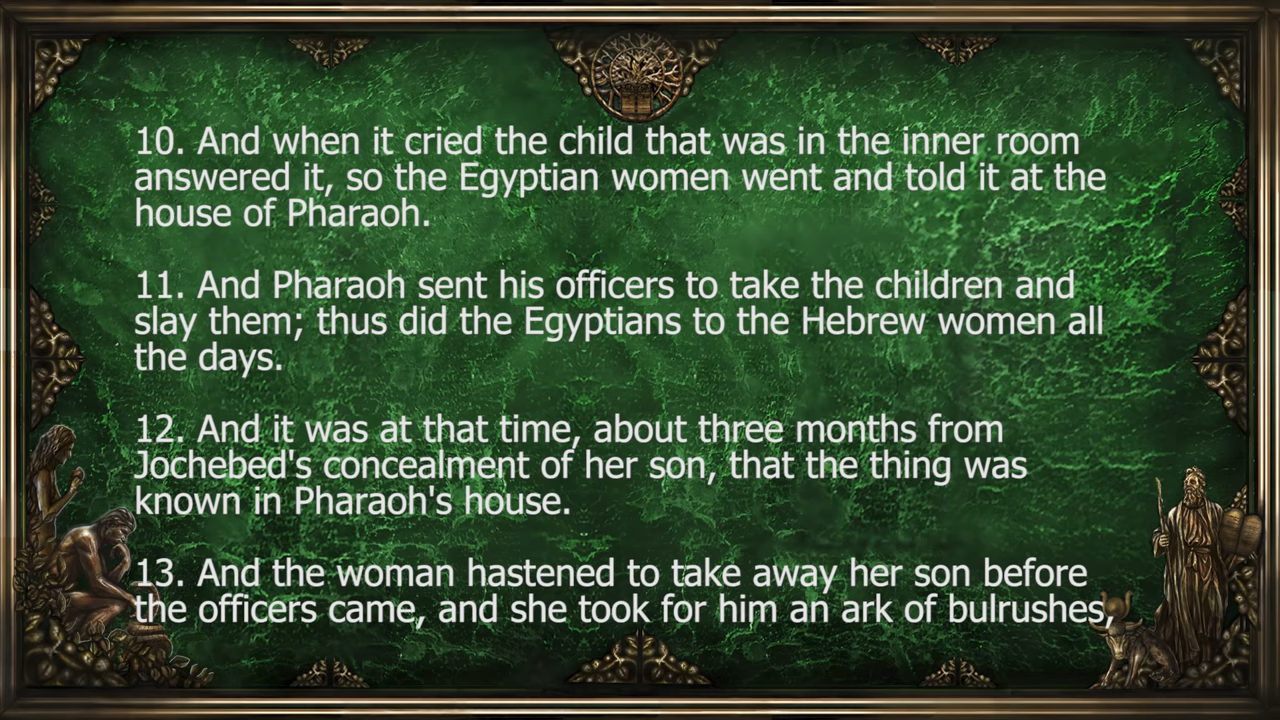 10. And when it cried the child that was in the inner room
answered it, so the Egyptian women went and told it at the
house of Pharaoh.
11. And Pharaoh sent his officers to take the children and
slay them; thus did the Egyptians to the Hebrew women all
the days.
12. And it was at that time, about three months from
Jochebed's concealment of her son, that the thing was
known in Pharaoh's house.
13. And the woman hastened to take away her son before
the officers came, and she took for him an ark of bulrushes,